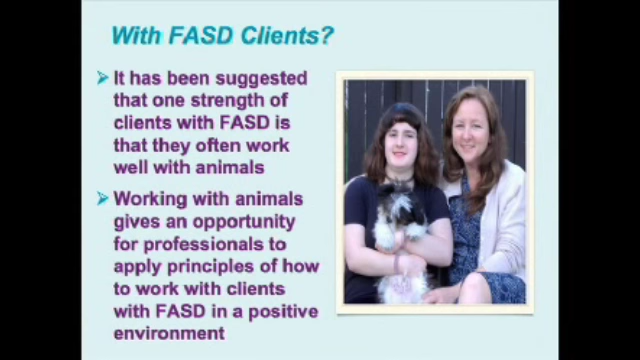 With FASD Clients?
It has been suggested
that one strength of
clients with FASD is
that they often work
well with animals
Working with animals
gives an opportunity
for professionals to
apply principles of how
to work with clients
with FASD in a positive
environment